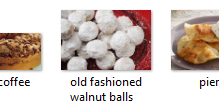 coffee
old fashioned
walnut balls
pier